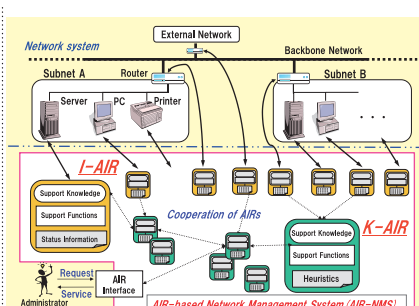 External Network
Network system
Backbone Network
Subnet A
Router
Subnet B
Server
PC
Printer
. . .
I-AIR
Support Knowledge
Support Functions
Status Information
Cooperation of AIRs
K-AIR
Support Knowledge
Support Functions
Heuristics
Request
Service
AIR
Interface
Administrator
AIR-based Network Management System (AIR-NMS)